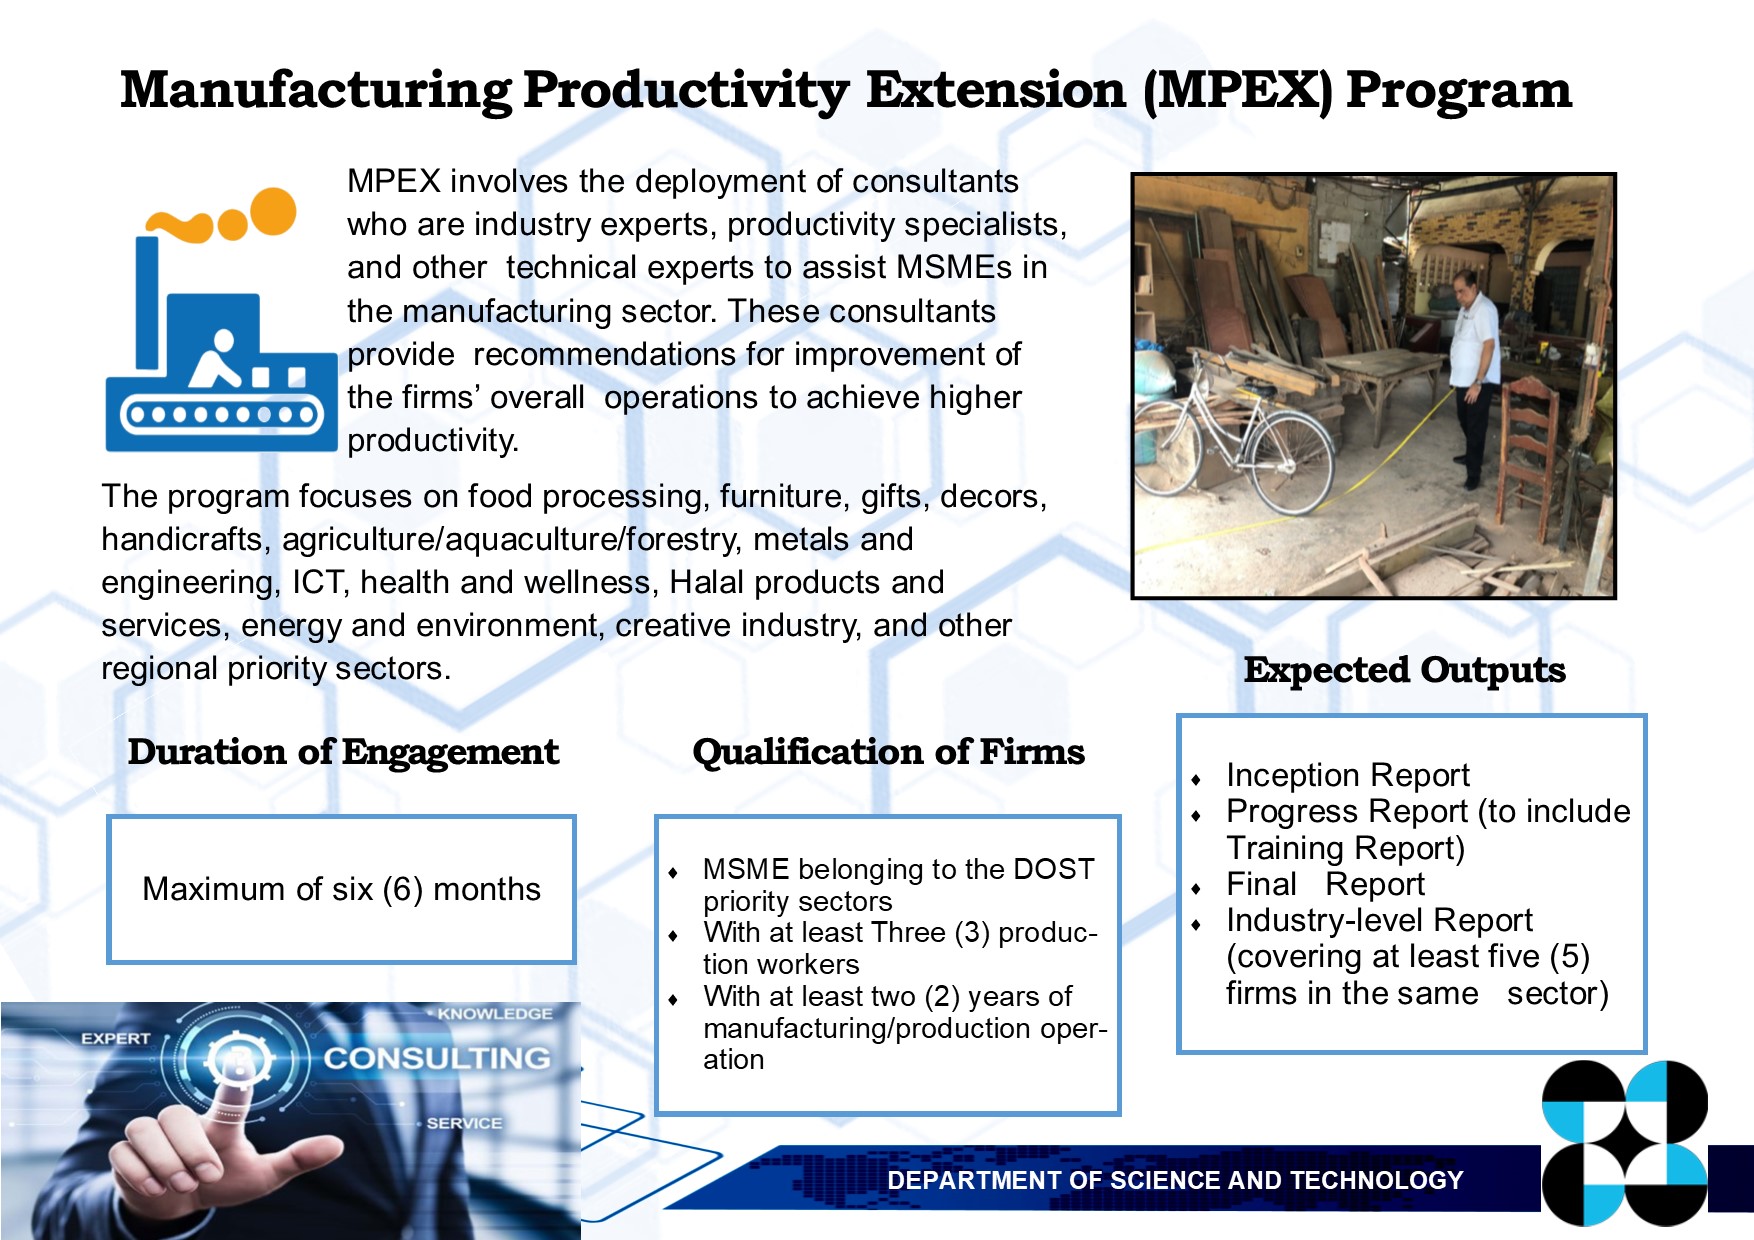 Manufacturing Productivity Extension (MPEX) Program
MPEX involves the deployment of consultants
who are industry experts, productivity specialists,
and other technical experts to assist MSMEs in
the manufacturing sector. These consultants
provide recommendations for improvement of
the firms’ overall operations to achieve higher
productivity.
The program focuses on food processing, furniture, gifts, decors,
handicrafts, agriculture/aquaculture/forestry, metals and
engineering, ICT, health and wellness, Halal products and
services, energy and environment, creative industry, and other
regional priority sectors.
Duration of Engagement
Maximum of six (6) months
Qualification of Firms
♦ MSME belonging to the DOST
priority sectors
♦ With at least Three (3) produc-
tion workers
♦ With at least two (2) years of
manufacturing/production oper-
ation
Expected Outputs
♦ Inception Report
♦ Progress Report (to include
Training Report)
♦ Final Report
♦ Industry-level Report
(covering at least five (5)
firms in the same sector)
KNOWLEDGE
EXPERT
CONSULTING
SERVICE
DEPARTMENT OF SCIENCE AND TECHNOLOGY